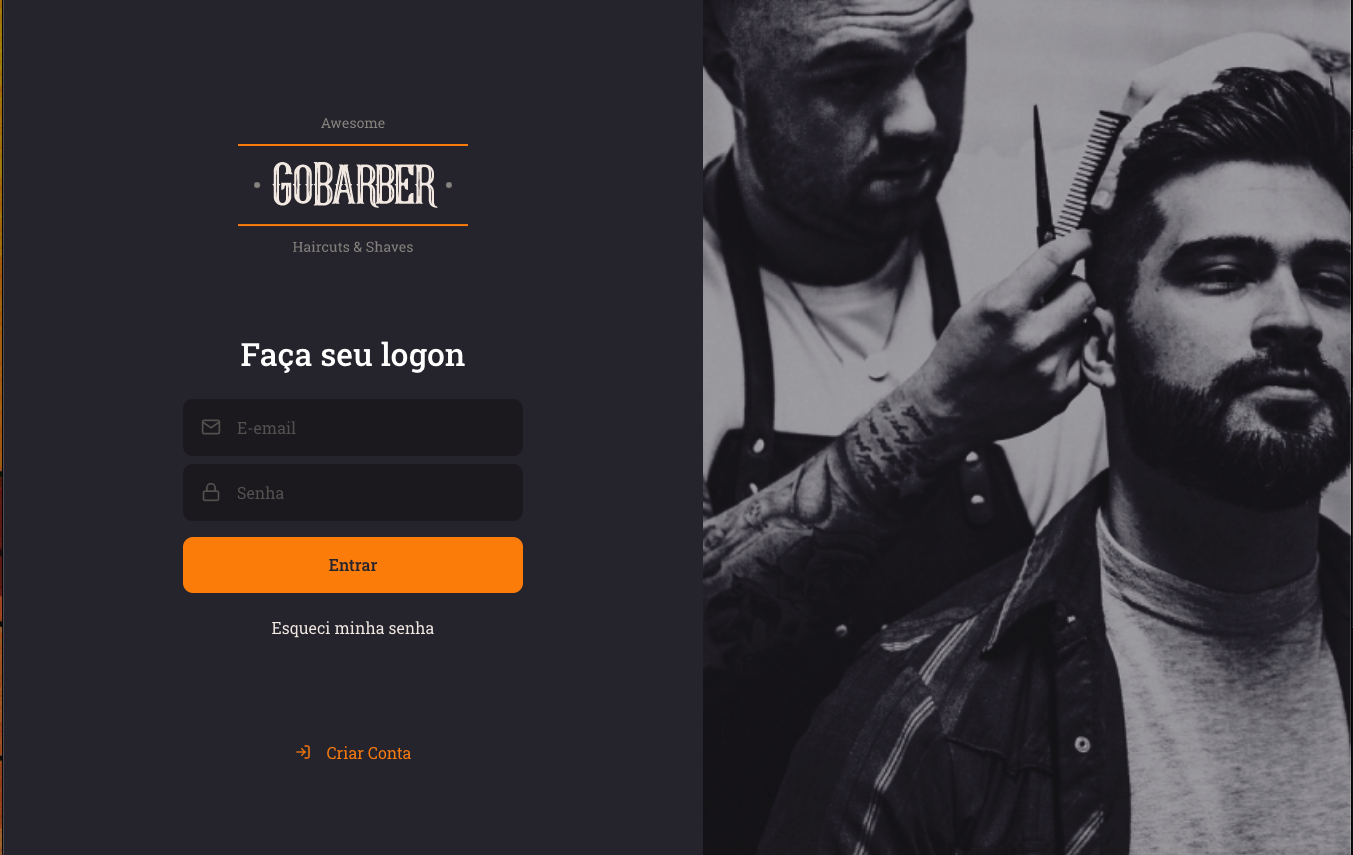 Awesome
GOBARBER
Haircuts & Shaves
Faça seu logon
E-email
Senha
Entrar
Esqueci minha senha
Criar Conta